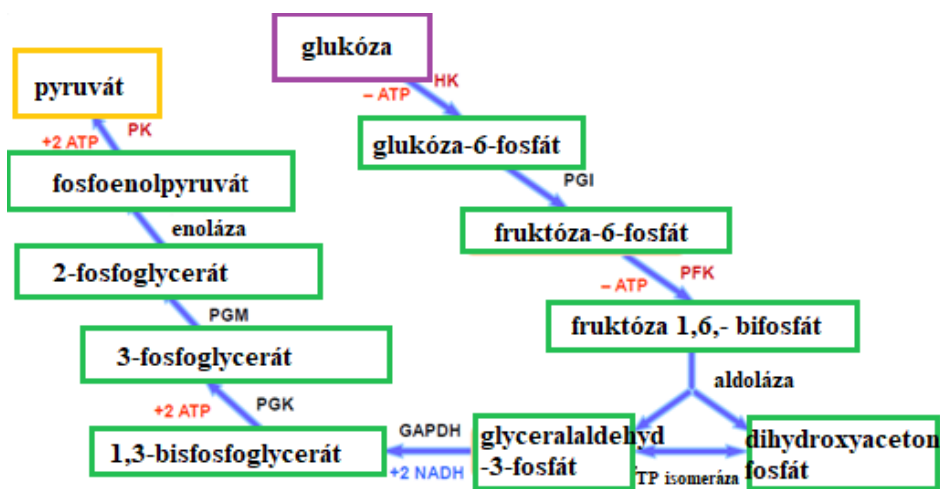 glukóza
HK
– ATP
glukóza-6-fosfát
PGI
fruktóza-6-fosfát
PFK
– ATP
fruktóza 1,6,- bifosfát
aldoláza
glyceralaldehyd
-3-fosfát
dihydroxyaceton
fosfát
TP isomeráza
GAPDH
+2 NADH
1,3-bisfosfoglycerát
PGK
+2 ATP
3-fosfoglycerát
PGM
2-fosfoglycerát
enoláza
fosfoenolpyruvát
PK
+2 ATP
pyruvát